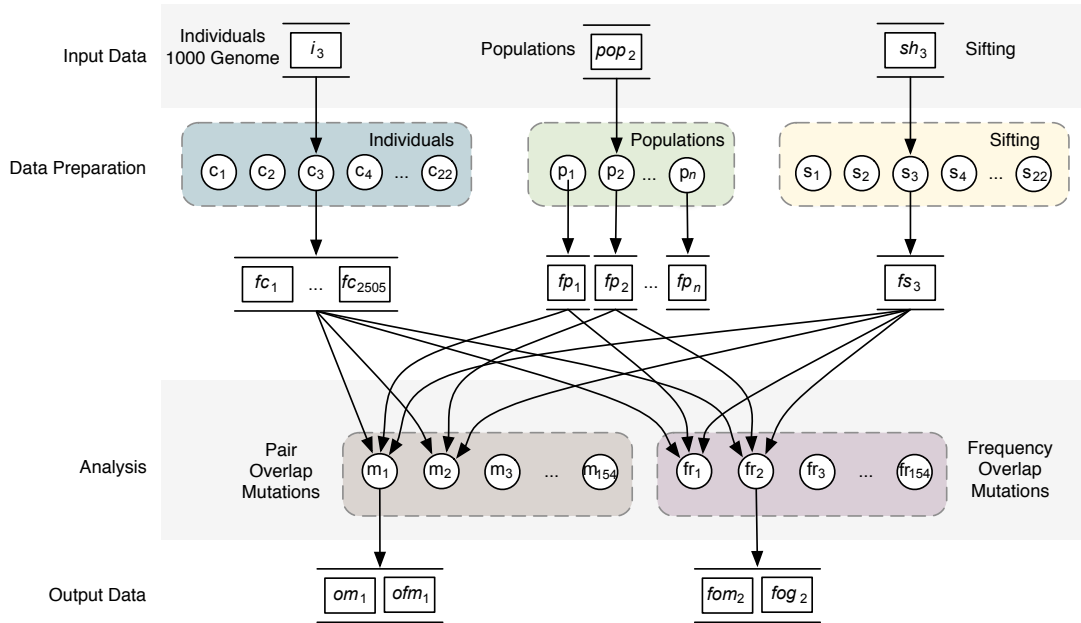 Input Data
Individuals
1000 Genome
i3
Populations
pop2
sh3
Sifting
Data Preparation
Individuals
c1 c2 c3 c4 ... c22
Populations
p1 p2 ... pn
Sifting
s1 s2 s3 s4 ... s22
fc1 ... fc2505
fp1 fp2 ... fpn
fs3
Analysis
Pair
Overlap
Mutations
m1 m2 m3 ... m154
fr1 fr2 fr3 ... fr154
Frequency
Overlap
Mutations
Output Data
om1 ofm1
fom2 fog2